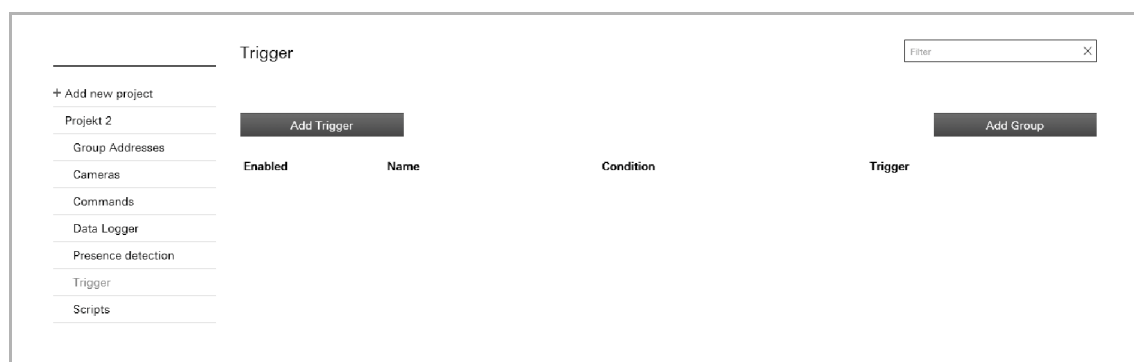 Trigger
Filter
+ Add new project
Projekt 2
Group Addresses
Cameras
Commands
Data Logger
Presence detection
Trigger
Scripts
Add Trigger
Add Group
Enabled Name Condition Trigger